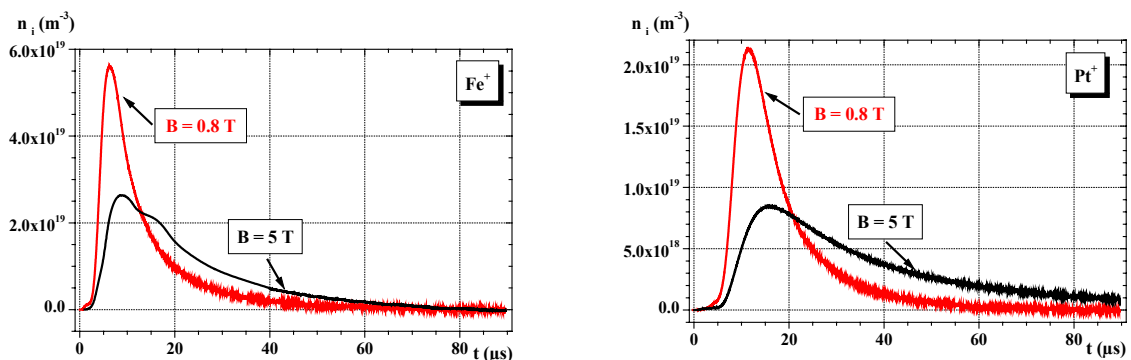 n i (m-3)
6.0x10^19
4.0x10^19
2.0x10^19
0.0
0
20
40
60
80
t (µs)
Fe+
B = 0.8 T
B = 5 T
n i (m-3)
2.0x10^19
1.5x10^19
1.0x10^19
5.0x10^18
0.0
0
20
40
60
80
t (µs)
Pt+
B = 0.8 T
B = 5 T